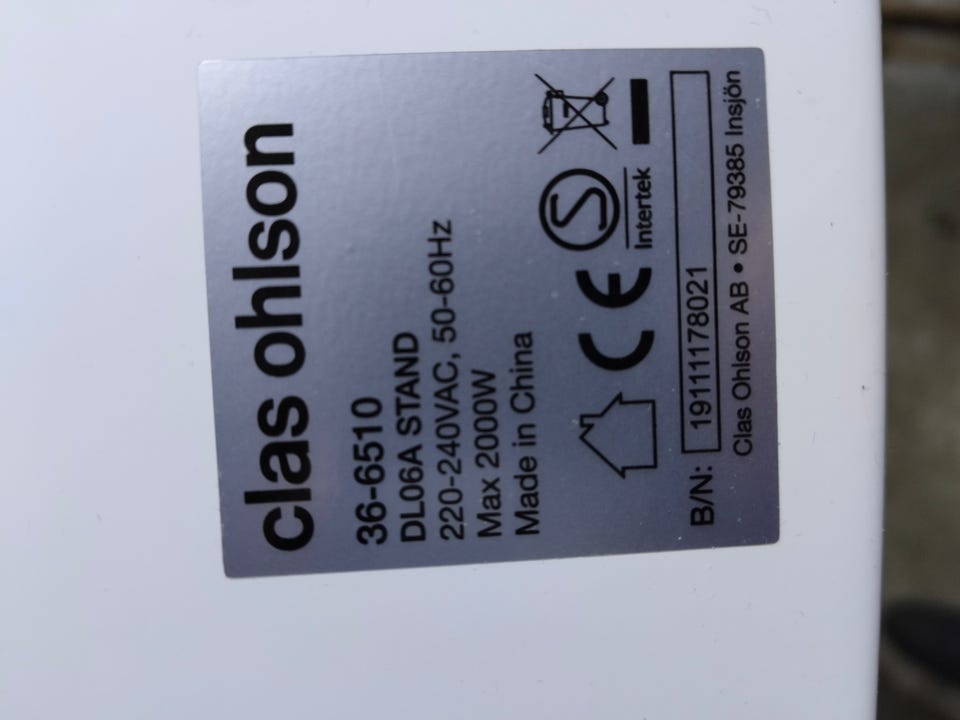 clas ohlson
36-6510
DL06A STAND
220-240VAC, 50-60Hz
Max 2000W
Made in China
CE
S
Intertek
B/N: 19111178021
Clas Ohlson AB • SE-79385 Insjön